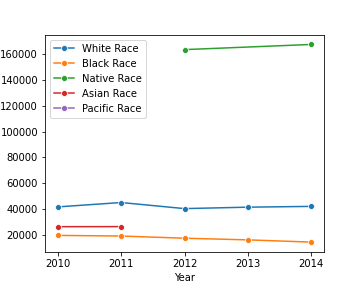 160000
140000
120000
100000
80000
60000
40000
20000
White Race
Black Race
Native Race
Asian Race
Pacific Race
2010 2011 2012 2013 2014
Year